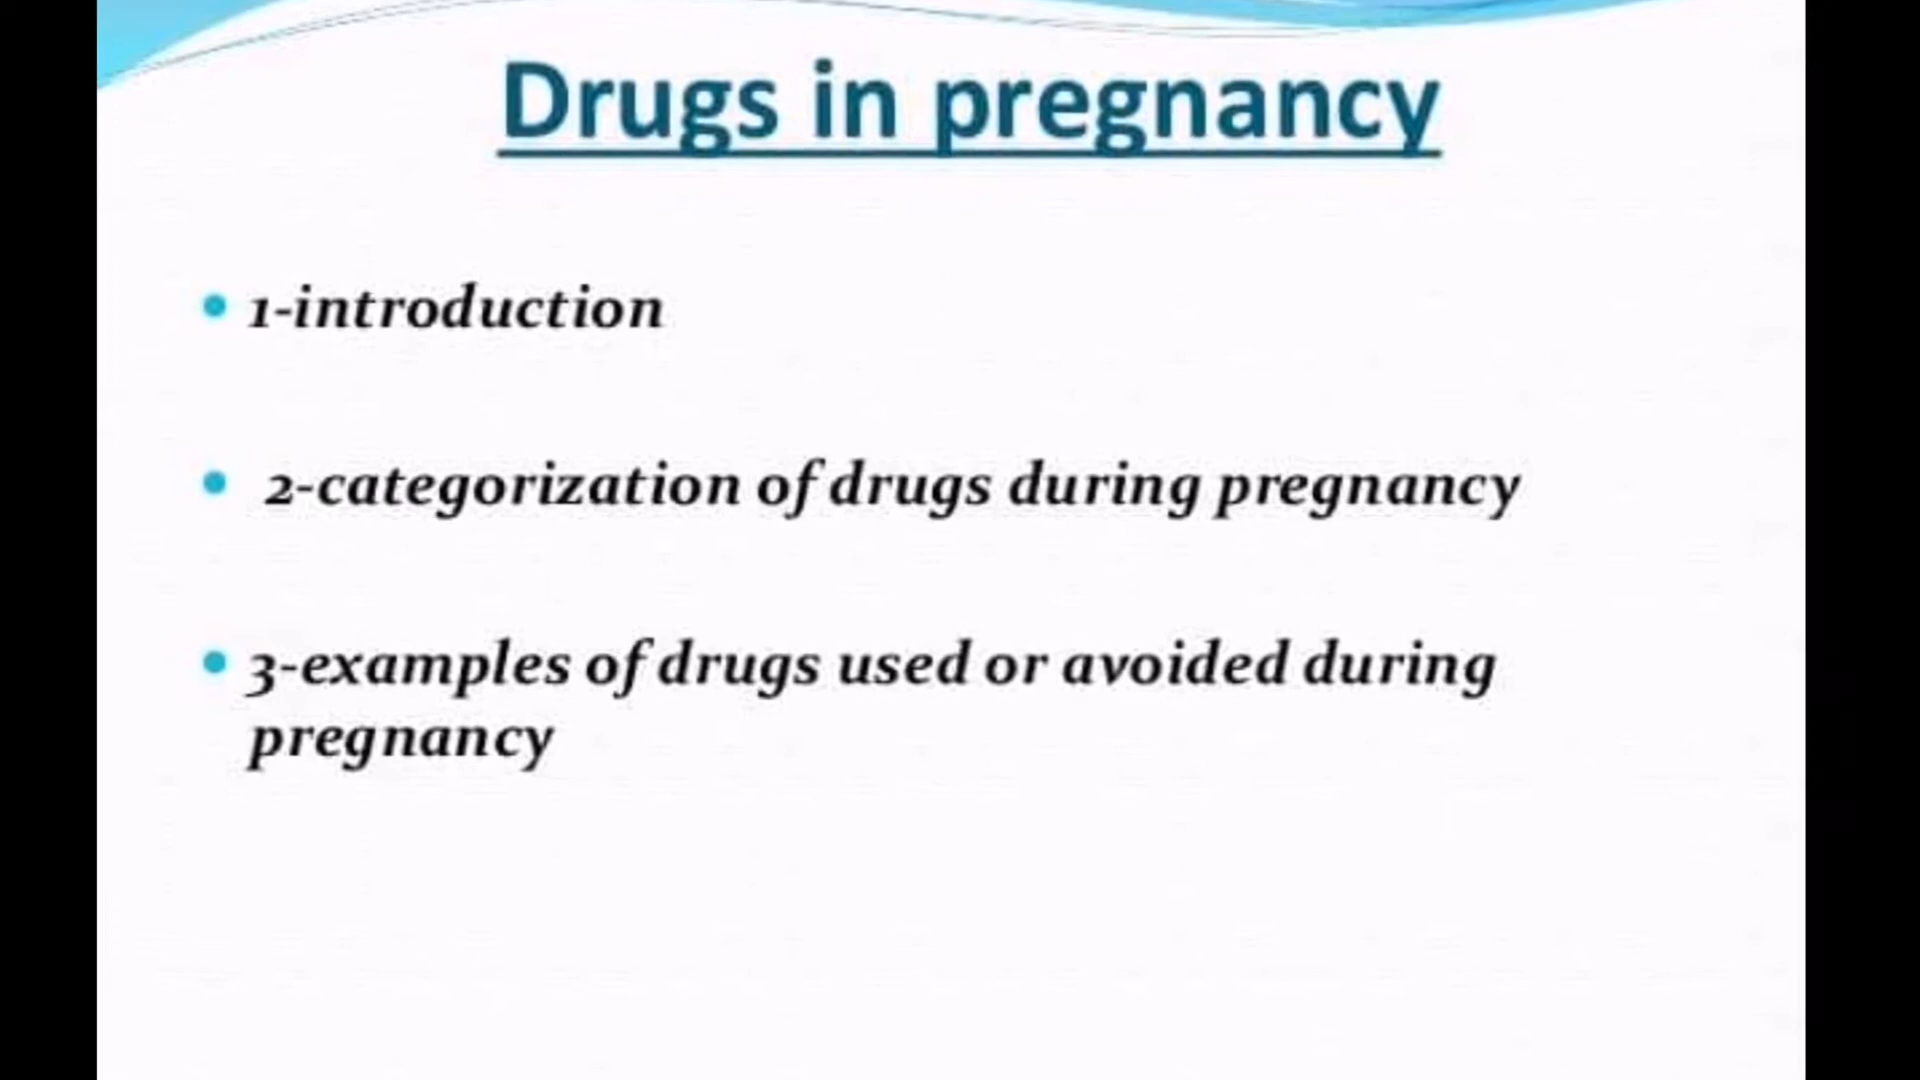 Drugs in pregnancy
• 1-introduction
• 2-categorization of drugs during pregnancy
• 3-examples of drugs used or avoided during
pregnancy